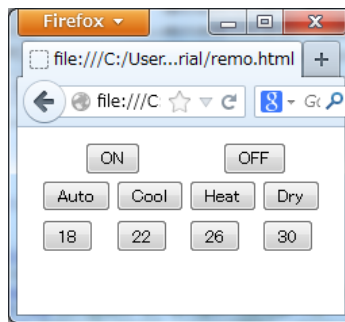 Firefox
file:///C:/User...rial/remo.html
file:///C
ON OFF
Auto Cool Heat Dry
18 22 26 30